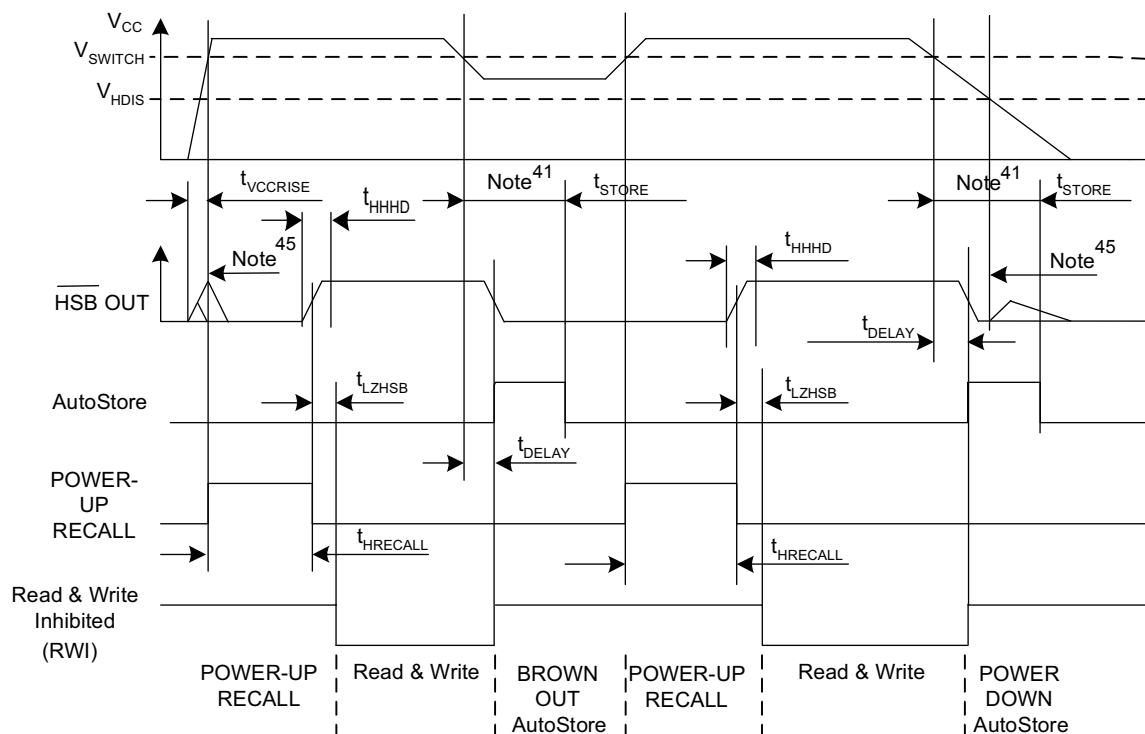 VCC
VSWITCH
VHDIS
tVCCRISE
tHHHD
Note41
tSTORE
Note41
tSTORE
Note45
tHHHD
Note45
HSB OUT
tDELAY
tLZHSB
tLZHSB
AutoStore
tDELAY
POWER-
UP
RECALL
tHRECALL
tHRECALL
Read & Write
Inhibited
(RWI)
POWER-UP
RECALL
Read & Write
BROWN
OUT
AutoStore
POWER-UP
RECALL
Read & Write
POWER
DOWN
AutoStore